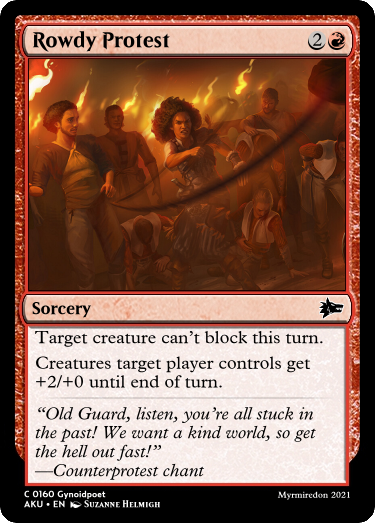 Rowdy Protest 2
Sorcery
Target creature can't block this turn.
Creatures target player controls get
+2/+0 until end of turn.
“Old Guard, listen, you're all stuck in
the past! We want a kind world, so get
the hell out fast!”
—Counterprotest chant
C 0160 Gynoidpoet
AKU • EN Suzanne Helmigh
Myrmiredon 2021